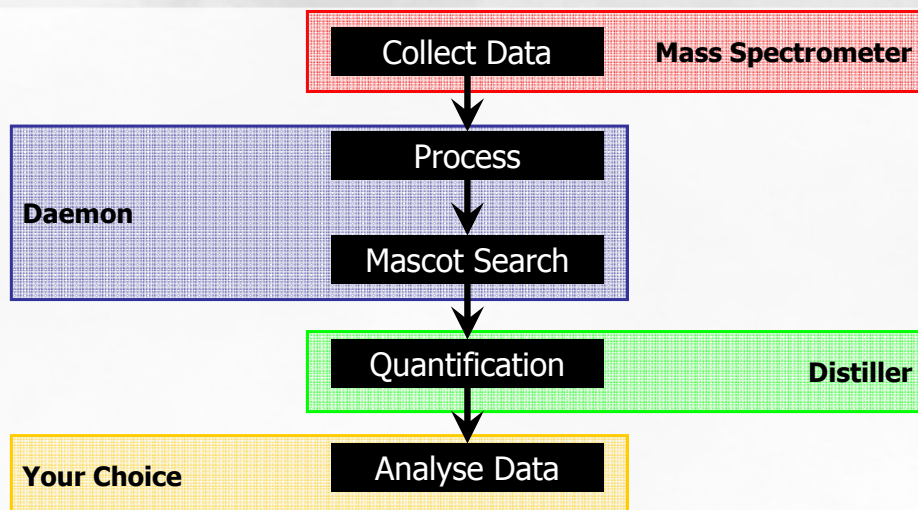 Collect Data
Mass Spectrometer
Process
Daemon
Mascot Search
Quantification
Distiller
Your Choice
Analyse Data